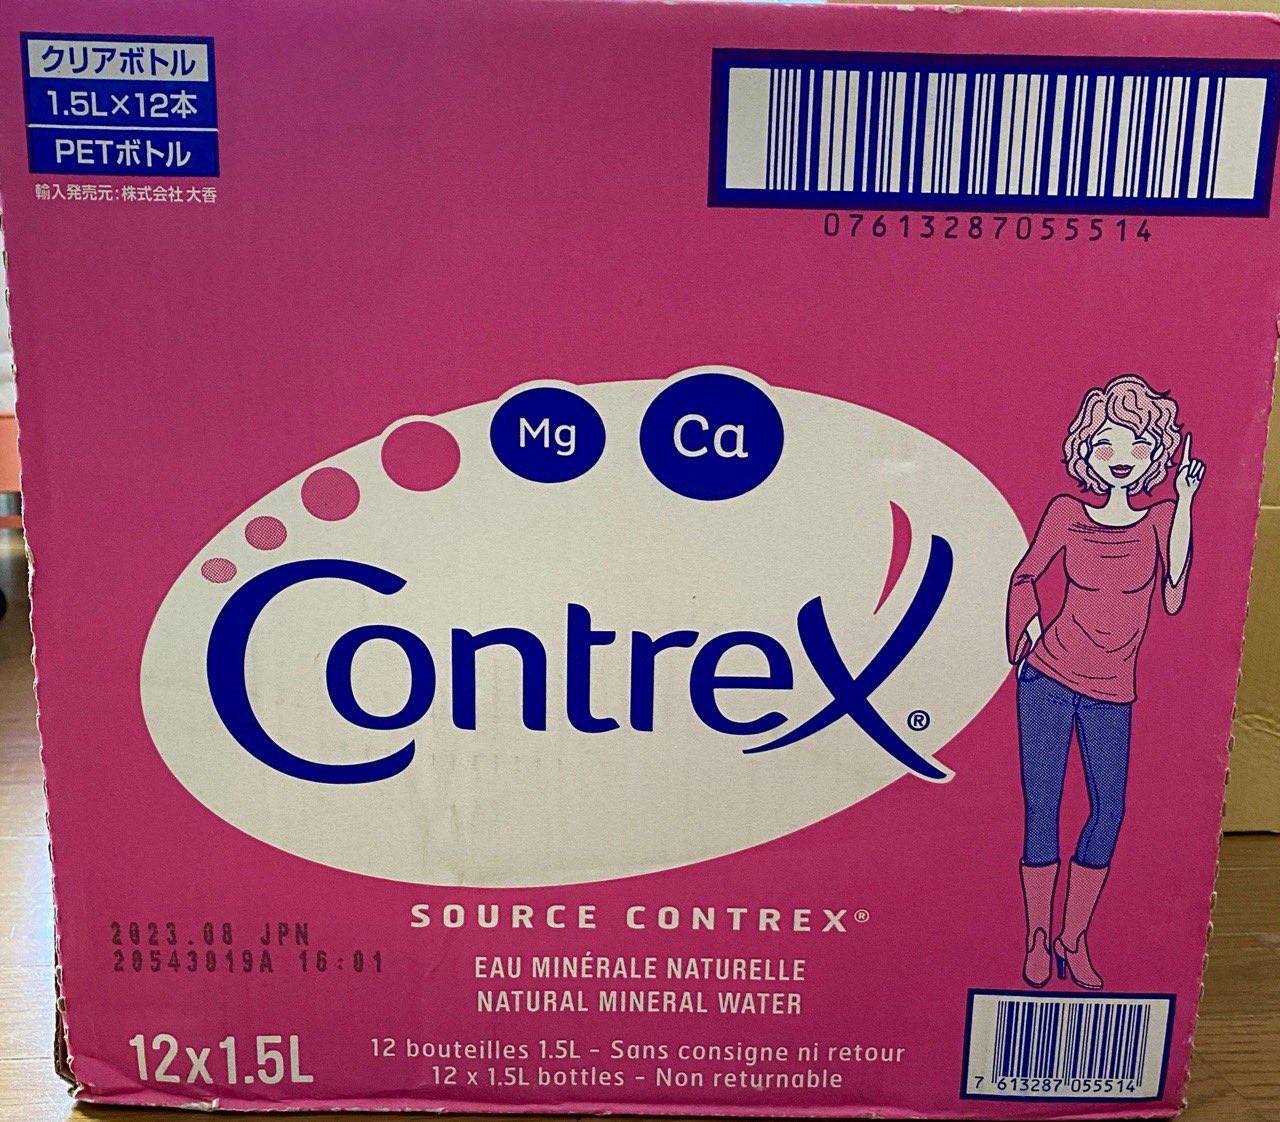 クリアボトル
1.5L×12本
PETボトル
輸入発売元:株式会社 大香
07613287055514
Mg
Ca
Contrex®
SOURCE CONTREX®
2023.08 JPN
20543019A 16:01
EAU MINÉRALE NATURELLE
NATURAL MINERAL WATER
12x1.5L
12 bouteilles 1.5L - Sans consigne ni retour
12 x 1.5L bottles - Non returnable
7 613287 055514